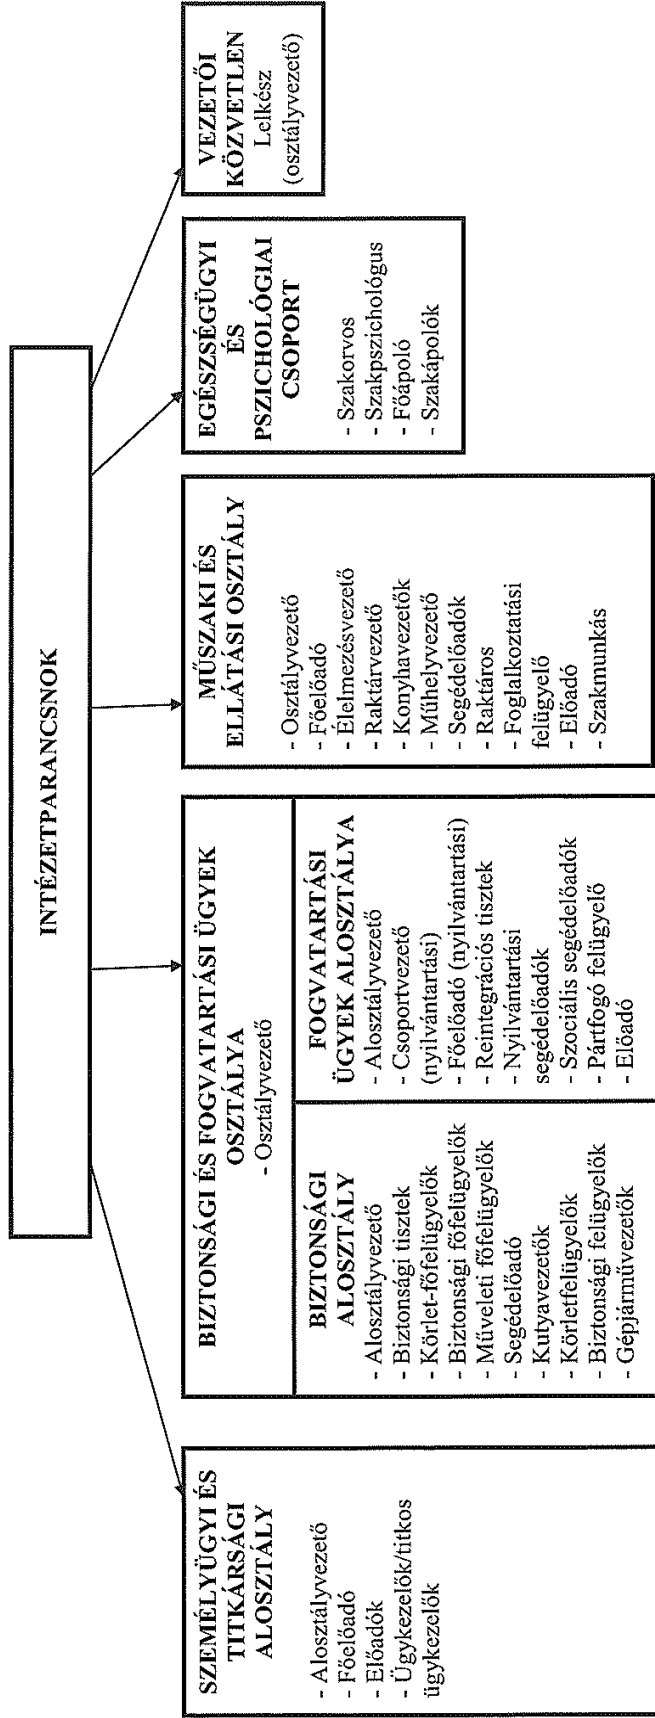 INTÉZETPARANCSNOK
SZEMÉLYÜGYI ÉS
TITKÁRSÁGI
ALOSZTÁLY
- Alosztályvezető
- Főelőadó
- Előadók
- Ügykezelők/titkos
ügykezelők
BIZTONSÁGI ÉS FOGVATARTÁSI ÜGYEK
OSZTÁLYA
- Osztályvezető
BIZTONSÁGI
ALOSZTÁLY
- Alosztályvezető
- Biztonsági tisztek
- Körlet-főfelügyelők
- Biztonsági főfelügyelők
- Műveleti főfelügyelők
- Segédelőadó
- Kutyavezetők
- Körletfelügyelők
- Biztonsági felügyelők
- Gépjárművezetők
FOGVATARTÁSI
ÜGYEK ALOSZTÁLYA
- Alosztályvezető
- Csoportvezető
(nyilvántartási)
- Főelőadó (nyilvántartási)
- Reintegrációs tisztek
- Nyilvántartási
segédelőadók
- Szociális segédelőadók
- Pártfogó felügyelő
- Előadó
MŰSZAKI ÉS
ELLÁTÁSI OSZTÁLY
- Osztályvezető
- Főelőadó
- Élelmezésvezető
- Raktárvezető
- Konyhavezetők
- Műhelyvezető
- Segédelőadók
- Raktáros
- Foglalkoztatási
felügyelő
- Előadó
- Szakmunkás
EGÉSZSÉGÜGYI
ÉS
PSZICHOLÓGIAI
CSOPORT
- Szakorvos
- Szakpszichológus
- Főápoló
- Szakápolók
VEZETŐI
KÖZVETLEN
Lelkész
(osztályvezető)